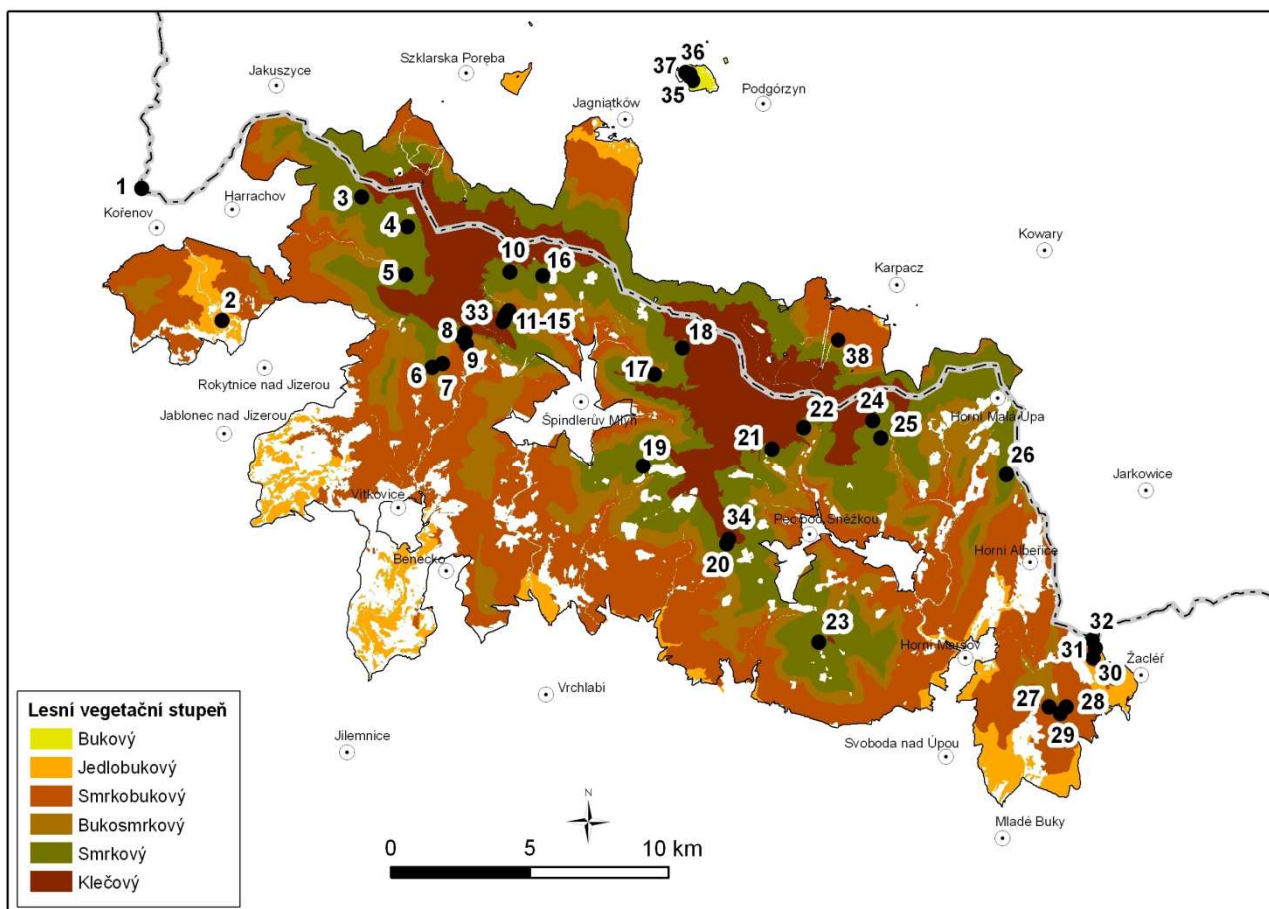 Szklarska Poręba
Jakuszyce
37
36
35
Podgórzyn
Jagniątków
1
Kořenov
Harrachov
3
4
5
10
16
Kowary
Karpacz
2
33
8
9
11-15
18
38
6
7
17
Rokytnice nad Jizerou
Jablonec nad Jizerou
Špindlerův Mlýn
22
24
25
Horní Malá Úpa
21
19
26
Jarkowice
Vítkovice
34
20
Pec pod Sněžkou
Benecko
Horní Albeřice
23
32
31
30
Horní Maršov
Žacléř
Vrchlabí
27
28
29
Jilemnice
Svoboda nad Úpou
Mladé Buky
N
0 5 10 km
Lesní vegetační stupeň
Bukový
Jedlobukový
Smrkobukový
Bukosmrkový
Smrkový
Klečový